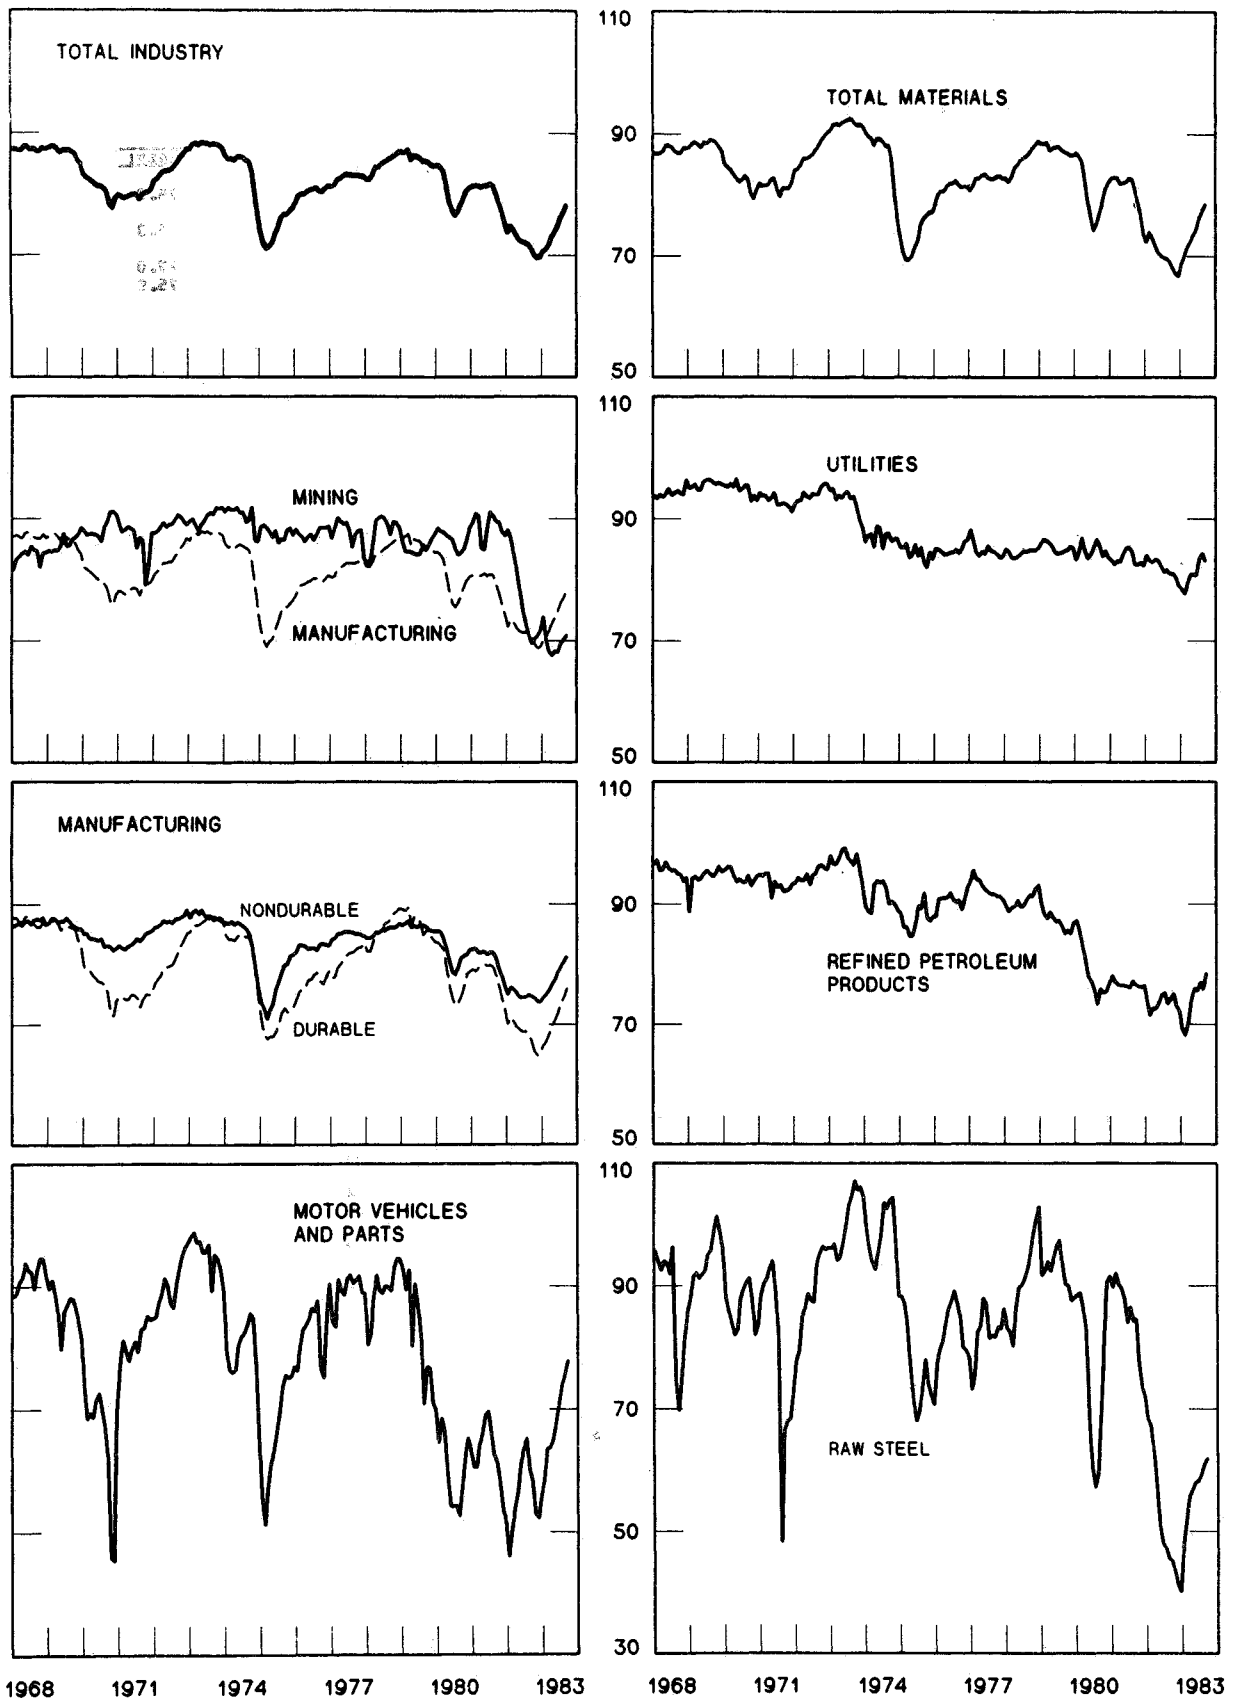 TOTAL INDUSTRY
110
TOTAL MATERIALS
90
70
50
MINING
MANUFACTURING
110
UTILITIES
90
70
50
MANUFACTURING
NONDURABLE
DURABLE
110
90
REFINED PETROLEUM
PRODUCTS
70
50
MOTOR VEHICLES
AND PARTS
110
90
70
RAW STEEL
50
30
1968 1971 1974 1977 1980 1983
1968 1971 1974 1977 1980 1983